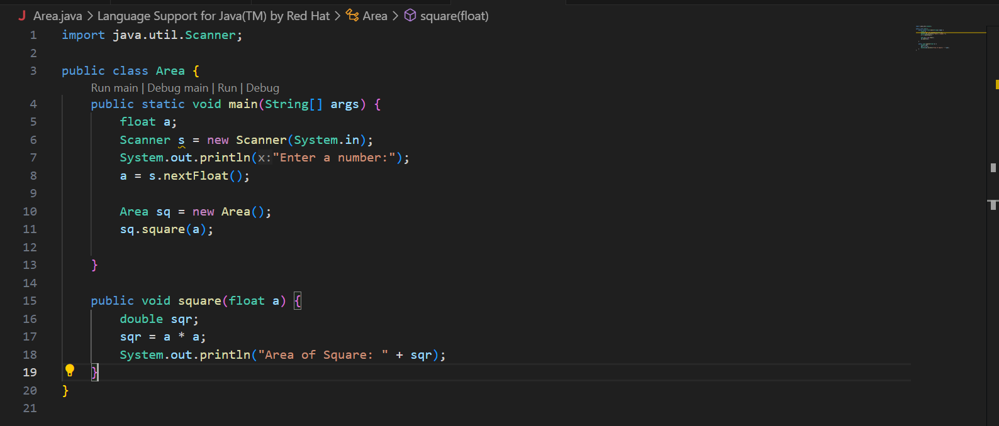 J Area.java > Language Support for Java(TM) by Red Hat > Area > square(float)
1 import java.util.Scanner;
2
3 public class Area {
Run main | Debug main | Run | Debug
4 public static void main(String[] args) {
5 float a;
6 Scanner s = new Scanner(System.in);
7 System.out.println(x:"Enter a number:");
8 a = s.nextFloat();
9
10 Area sq = new Area();
11 sq.square(a);
12
13 }
14
15 public void square(float a) {
16 double sqr;
17 sqr = a * a;
18 System.out.println("Area of Square: " + sqr);
19 }
20 }
21